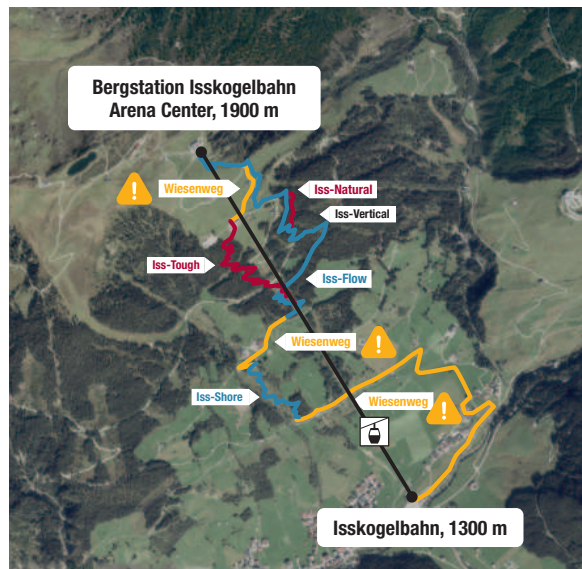 Bergstation Isskogelbahn
Arena Center, 1900 m
!
Wiesenweg
Iss-Natural
Iss-Vertical
Iss-Tough
Iss-Flow
Wiesenweg
!
Iss-Shore
Wiesenweg
!
Isskogelbahn, 1300 m